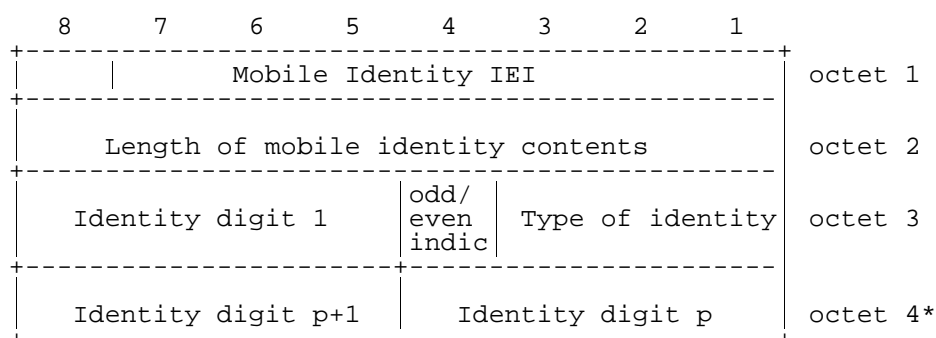 8 7 6 5 4 3 2 1
Mobile Identity IEI octet 1
Length of mobile identity contents octet 2
odd/
Identity digit 1 even Type of identity octet 3
indic
Identity digit p+1 Identity digit p octet 4*